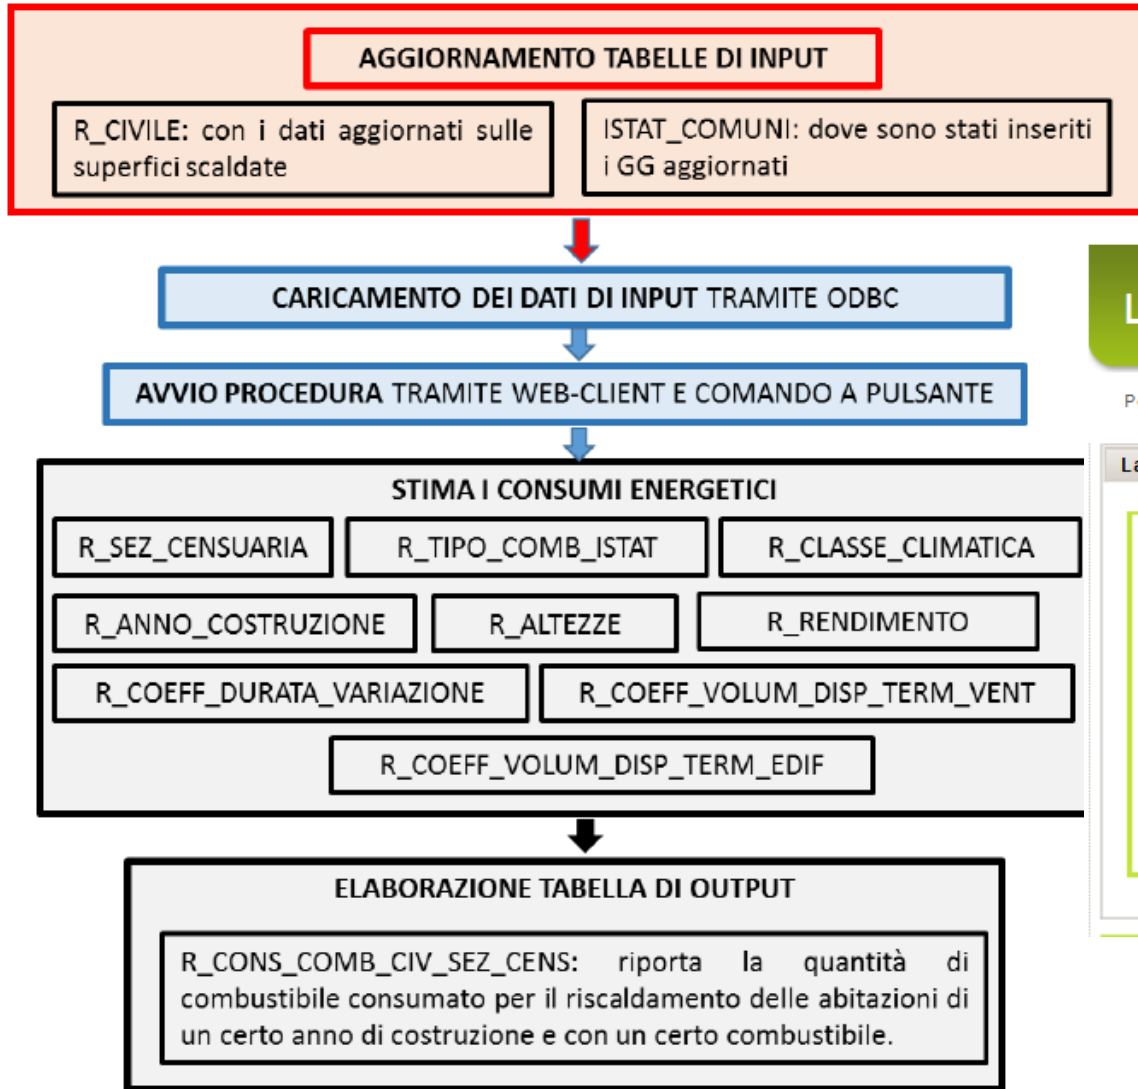 AGGIORNAMENTO TABELLE DI INPUT
R_CIVILE: con i dati aggiornati sulle
superfici scaldate
ISTAT_COMUNI: dove sono stati inseriti
i GG aggiornati
CARICAMENTO DEI DATI DI INPUT TRAMITE ODBC
AVVIO PROCEDURA TRAMITE WEB-CLIENT E COMANDO A PULSANTE
STIMA I CONSUMI ENERGETICI
R_SEZ_CENSUARIA
R_TIPO_COMB_ISTAT
R_CLASSE_CLIMATICA
R_ANNO_COSTRUZIONE
R_ALTEZZE
R_RENDIMENTO
R_COEFF_DURATA_VARIAZIONE
R_COEFF_VOLUM_DISP_TERM_VENT
R_COEFF_VOLUM_DISP_TERM_EDIF
ELABORAZIONE TABELLA DI OUTPUT
R_CONS_COMB_CIV_SEZ_CENS: riporta la quantità di
combustibile consumato per il riscaldamento delle abitazioni di
un certo anno di costruzione e con un certo combustibile.